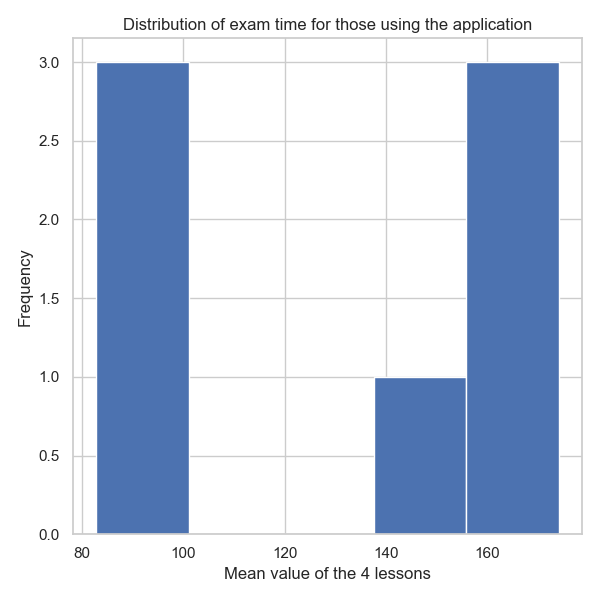 Distribution of exam time for those using the application
3.0
2.5
2.0
1.5
1.0
0.5
0.0
Frequency
80 100 120 140 160
Mean value of the 4 lessons